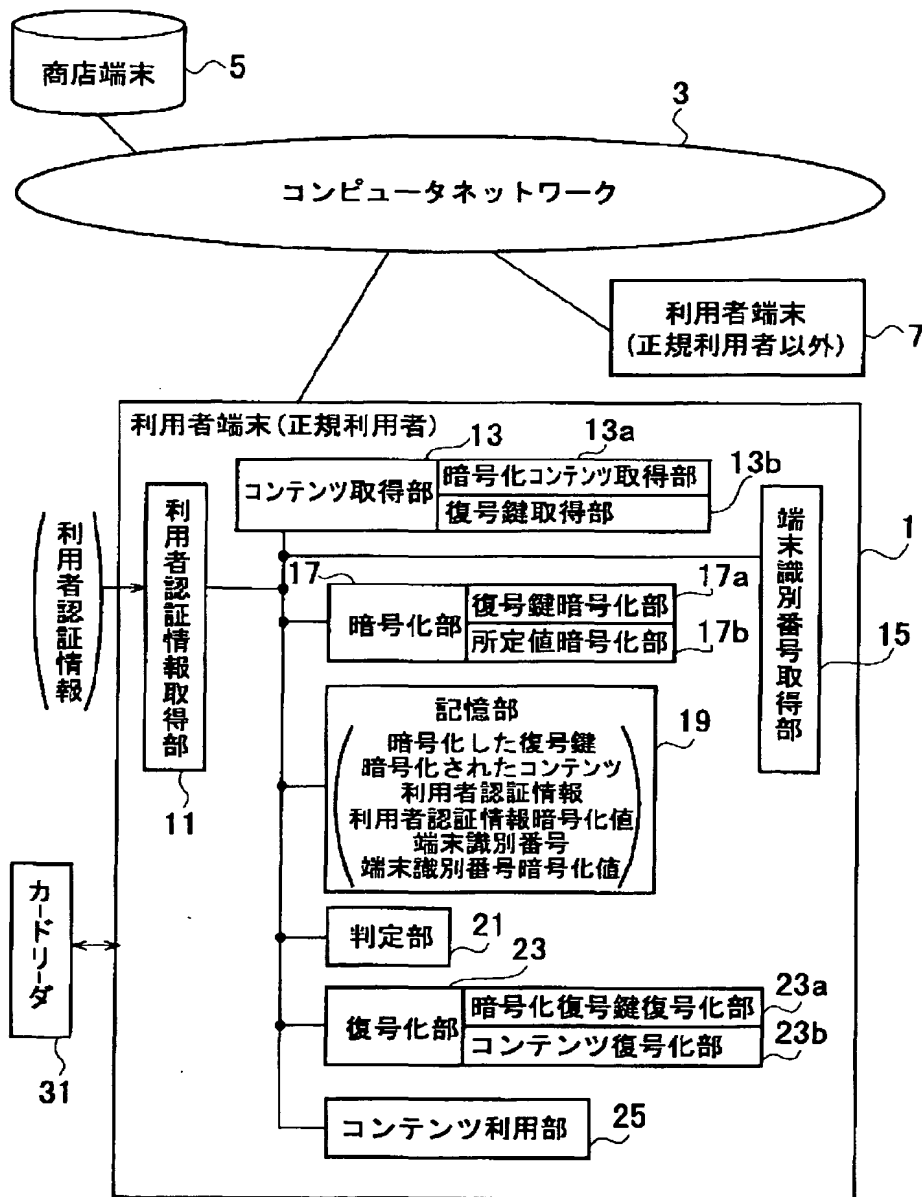 商店端末
5
3
コンピュータネットワーク
利用者端末
(正規利用者以外)
7
利用者端末(正規利用者)
13
13a
コンテンツ取得部
暗号化コンテンツ取得部
復号鍵取得部
13b
利用者認証情報
利用者認証情報取得部
11
端末識別番号取得部
1
15
17
17a
暗号化部
復号鍵暗号化部
所定値暗号化部
17b
記憶部
19
暗号化した復号鍵
暗号化されたコンテンツ
利用者認証情報
利用者認証情報暗号化値
端末識別番号
端末識別番号暗号化値
カードリーダ
31
判定部
21
23
23a
復号化部
暗号化復号鍵復号化部
コンテンツ復号化部
23b
コンテンツ利用部
25